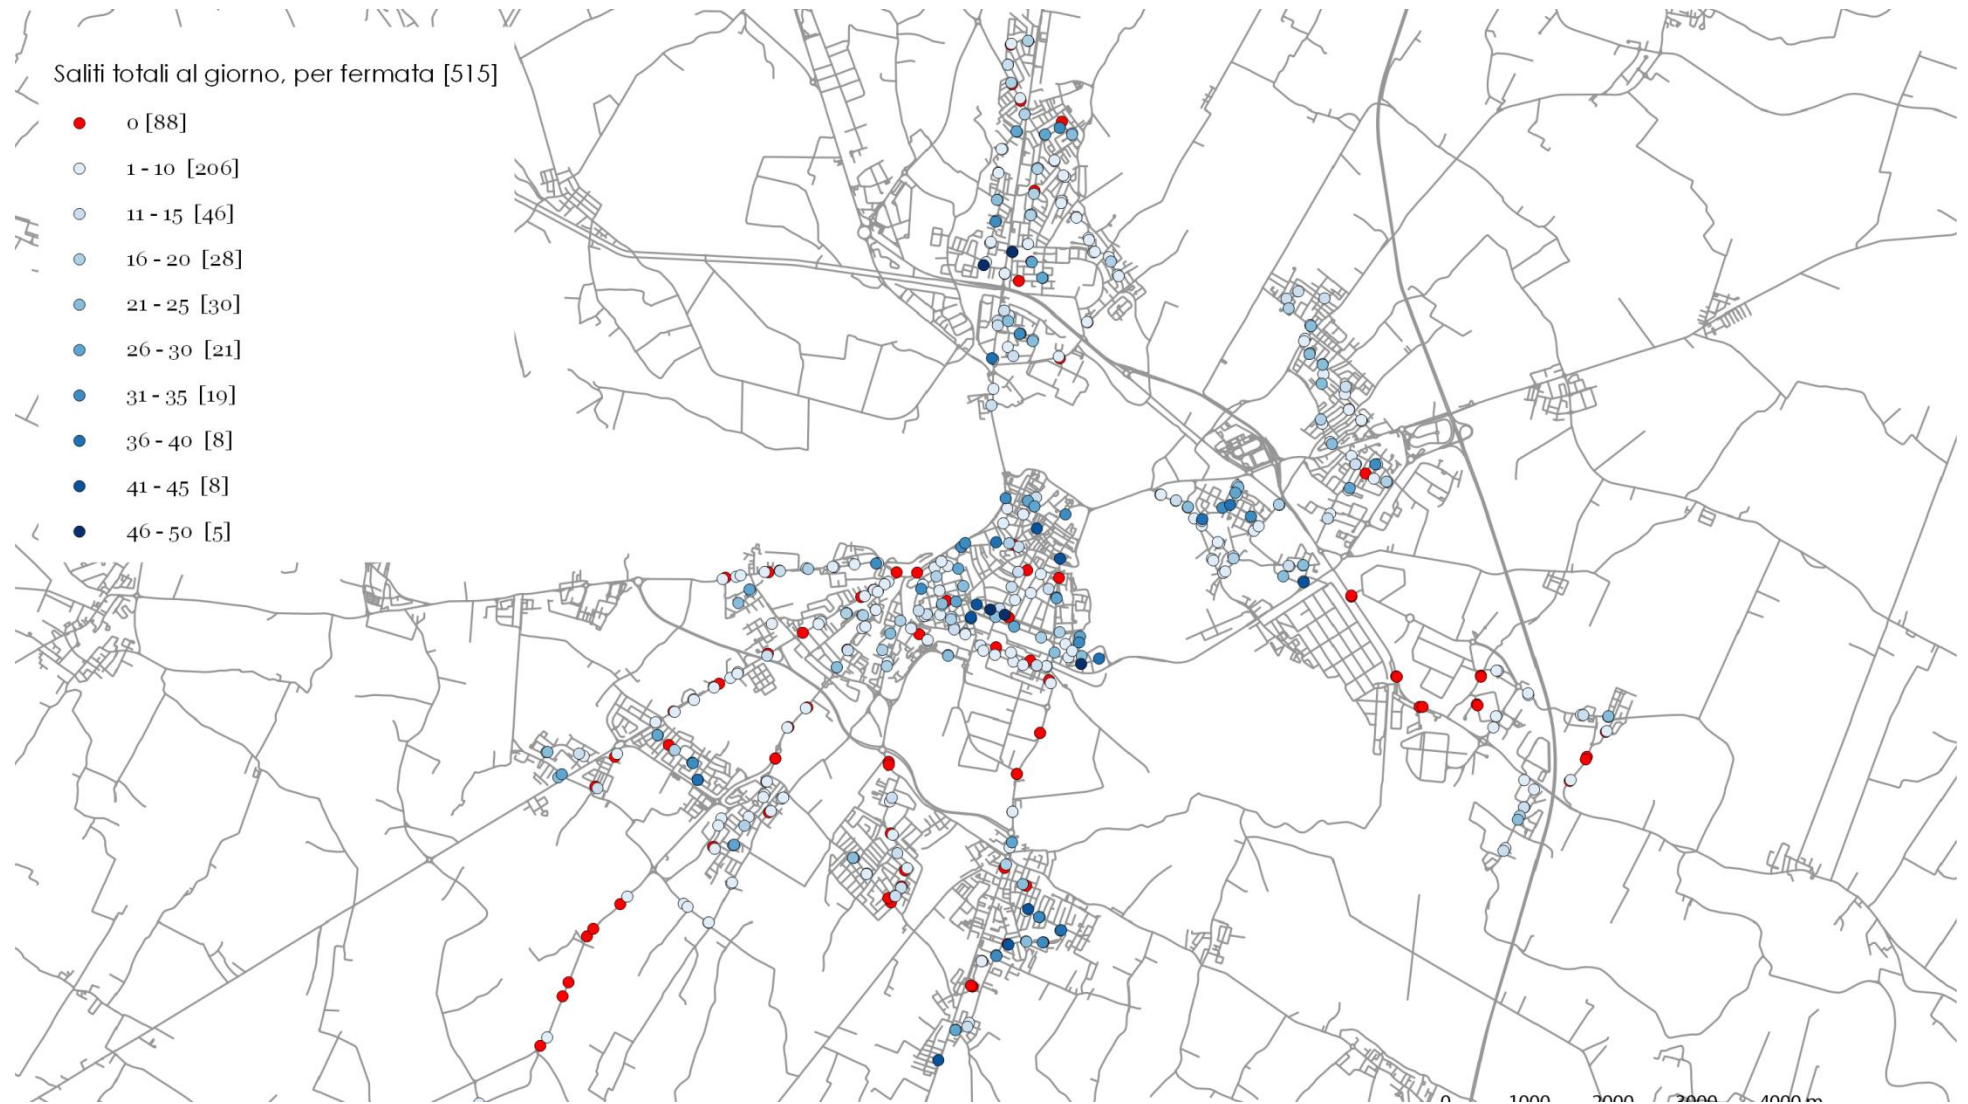 Saliti totali al giorno, per fermata [515]
0 [88]
1 - 10 [206]
11 - 15 [46]
16 - 20 [28]
21 - 25 [30]
26 - 30 [21]
31 - 35 [19]
36 - 40 [8]
41 - 45 [8]
46 - 50 [5]
0 1000 2000 3000 4000 m